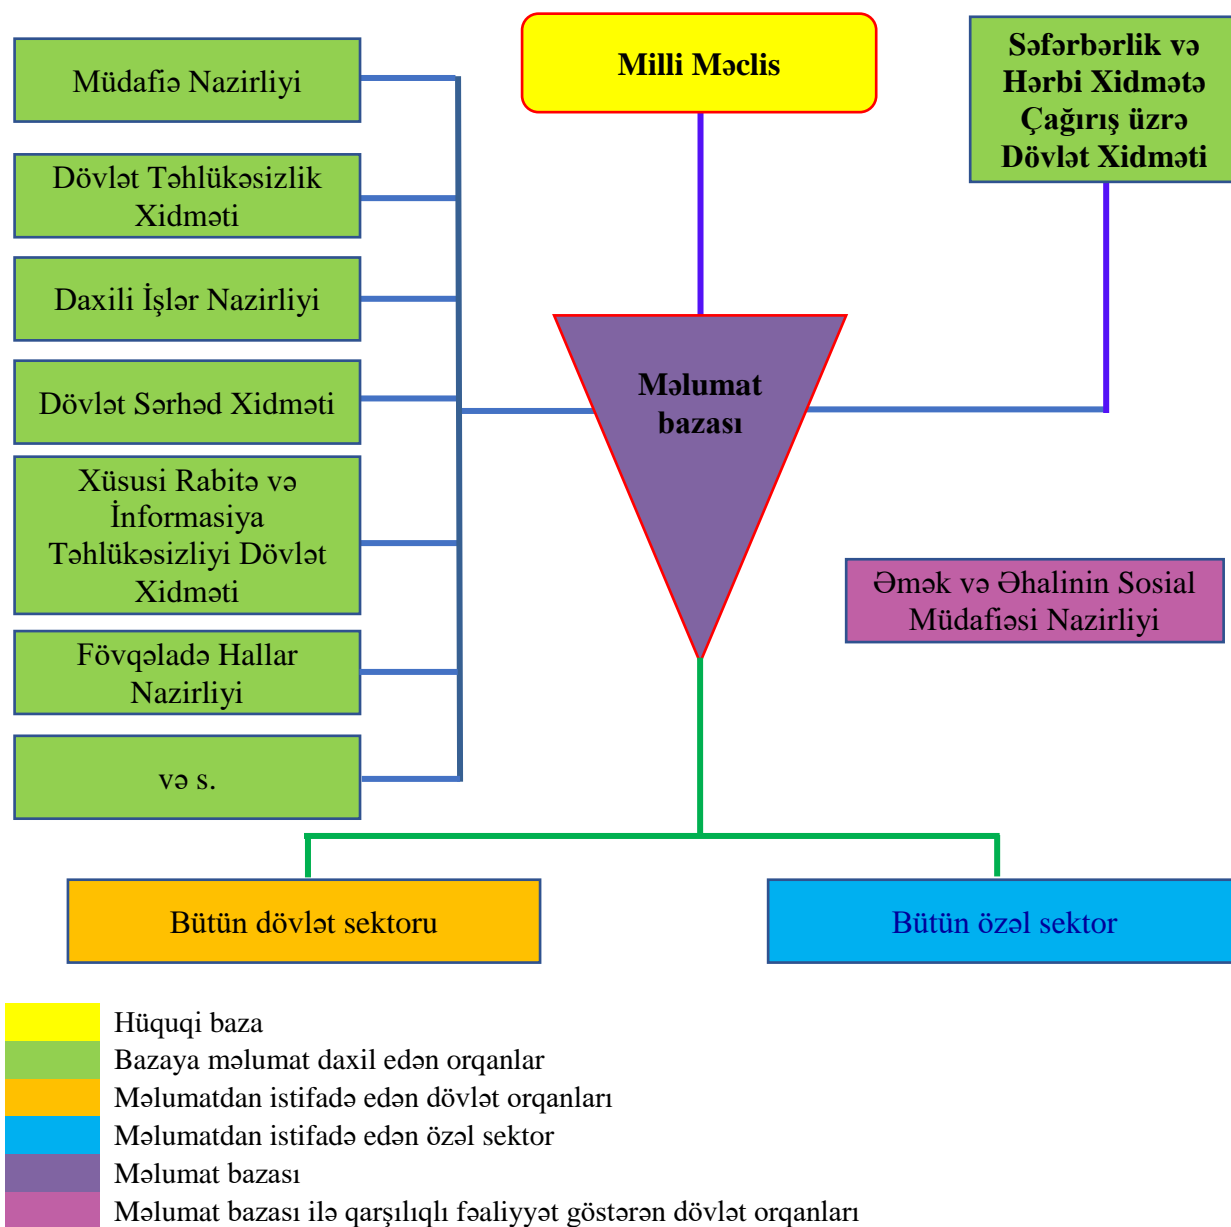 Müdafiə Nazirliyi
Dövlət Təhlükəsizlik
Xidməti
Daxili İşlər Nazirliyi
Dövlət Sərhəd Xidməti
Xüsusi Rabitə və
İnformasiya
Təhlükəsizliyi Dövlət
Xidməti
Fövqəladə Hallar
Nazirliyi
və s.
Milli Məclis
Səfərbərlik və
Hərbi Xidmətə
Çağırış üzrə
Dövlət Xidməti
Məlumat
bazası
Əmək və Əhalinin Sosial
Müdafiəsi Nazirliyi
Bütün dövlət sektoru
Bütün özəl sektor
Hüquqi baza
Bazaya məlumat daxil edən orqanlar
Məlumatdan istifadə edən dövlət orqanları
Məlumatdan istifadə edən özəl sektor
Məlumat bazası
Məlumat bazası ilə qarşılıqlı fəaliyyət göstərən dövlət orqanları